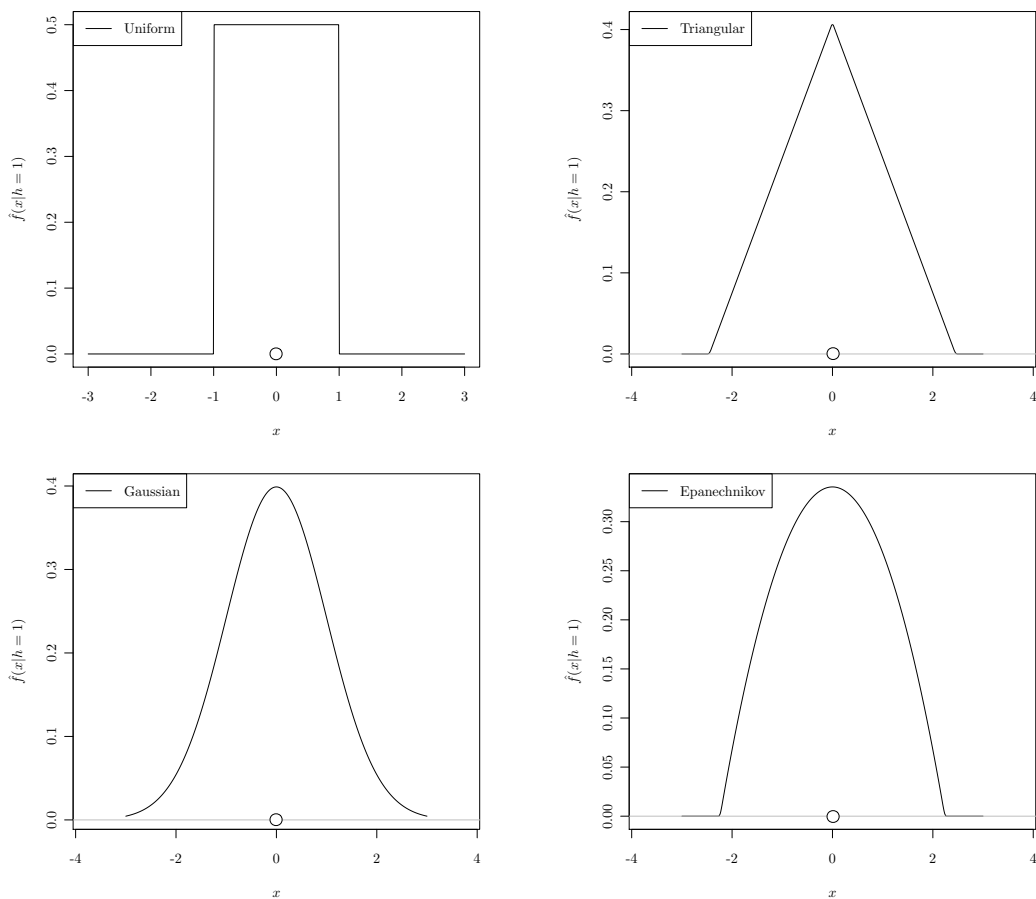 Uniform
0.5
0.4
0.3
0.2
0.1
0.0
f̂(x|h = 1)
-3 -2 -1 0 1 2 3
x
Triangular
0.4
0.3
0.2
0.1
0.0
f̂(x|h = 1)
-4 -2 0 2 4
x
Gaussian
0.4
0.3
0.2
0.1
0.0
f̂(x|h = 1)
-4 -2 0 2 4
x
Epanechnikov
0.30
0.25
0.20
0.15
0.10
0.05
0.00
f̂(x|h = 1)
-4 -2 0 2 4
x